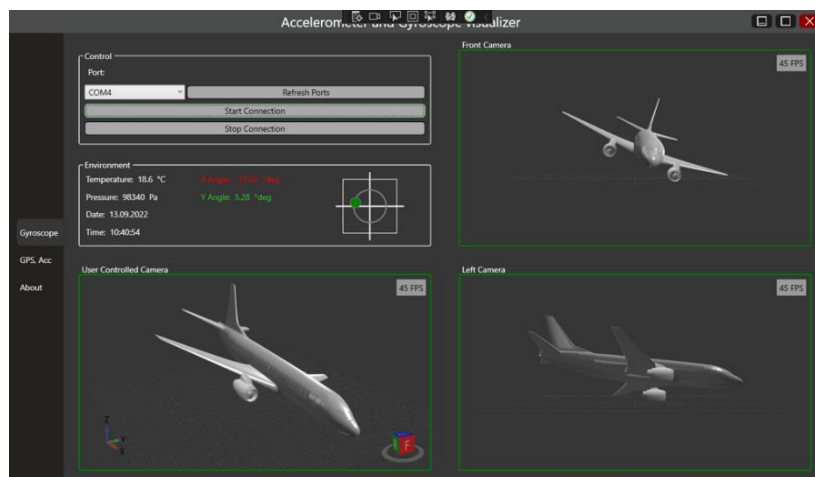 Accelerometer and Gyroscope Visualizer
Control
Port:
COM4
Refresh Ports
Start Connection
Stop Connection
Environment
Temperature: 18.6 °C
X Angle:
°deg
Pressure: 98340 Pa
Y Angle: 5.28 °deg
Date: 13.09.2022
Time: 10:40:54
Gyroscope
GPS, Acc
About
Front Camera
45 FPS
User Controlled Camera
45 FPS
Z
Y
X
F
Left Camera
45 FPS